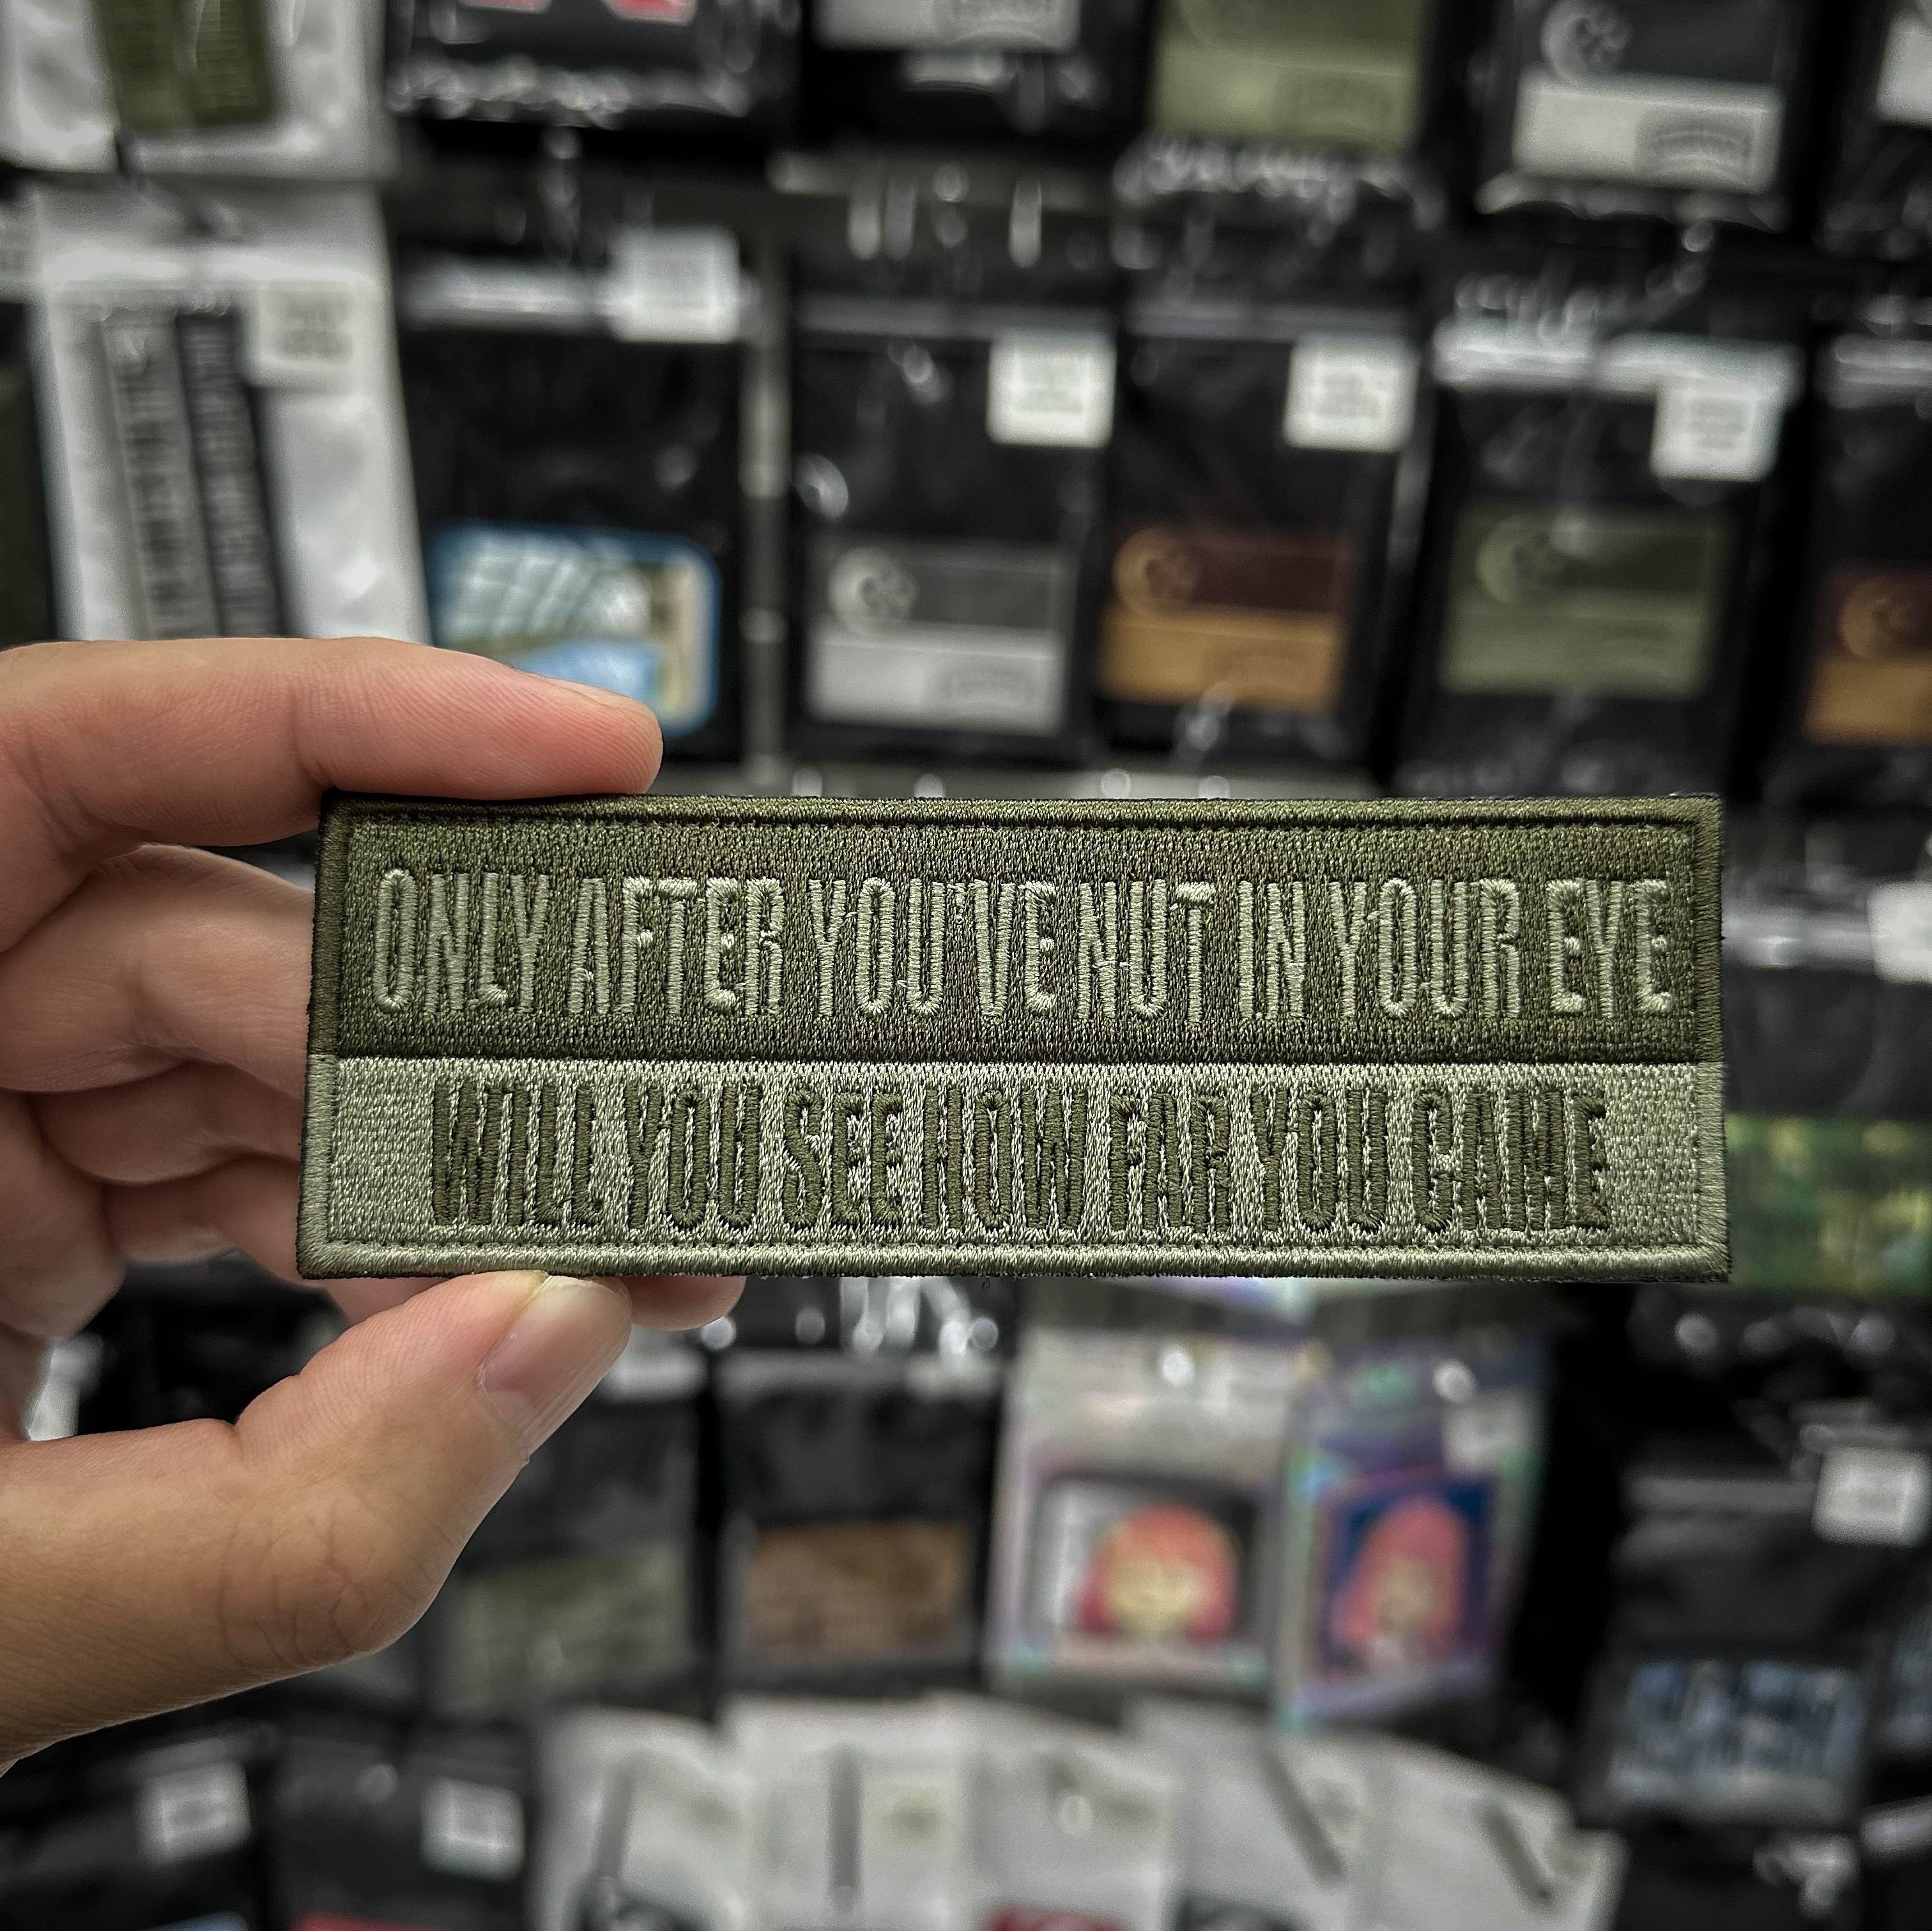 ONLY AFTER YOU'VE NUT IN YOUR EYE
WILL YOU SEE HOW FAR YOU CAME